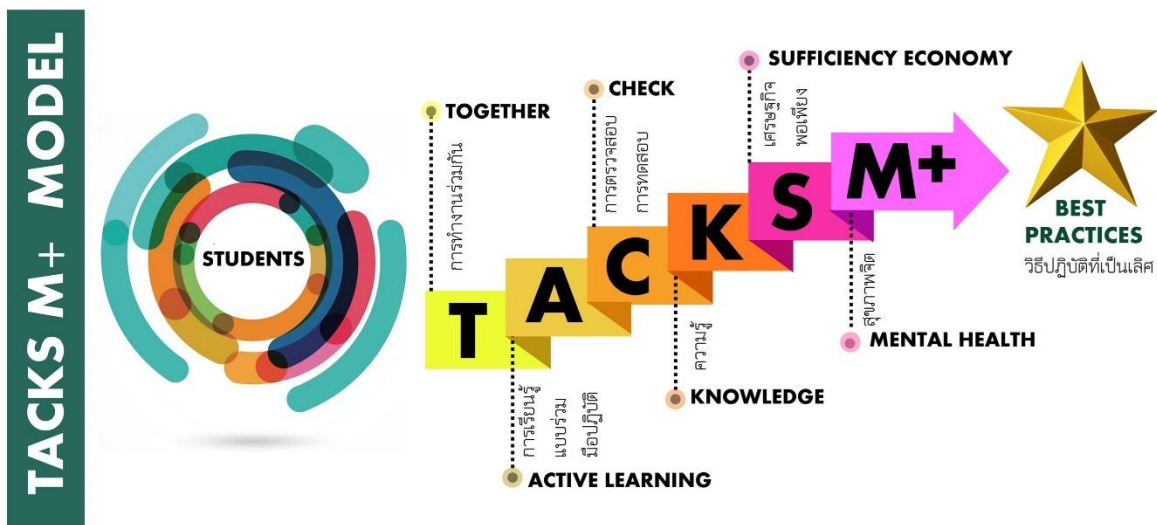 TACKS M+ MODEL
STUDENTS
TOGETHER
การทำงานร่วมกัน
T
ACTIVE LEARNING
การเรียนรู้
แบบร่วม
มือปฏิบัติ
A
CHECK
การตรวจสอบ
การทดสอบ
C
KNOWLEDGE
ความรู้
K
SUFFICIENCY ECONOMY
เศรษฐกิจ
พอเพียง
S
MENTAL HEALTH
สุขภาพจิต
M+
BEST
PRACTICES
วิธีปฏิบัติที่เป็นเลิศ